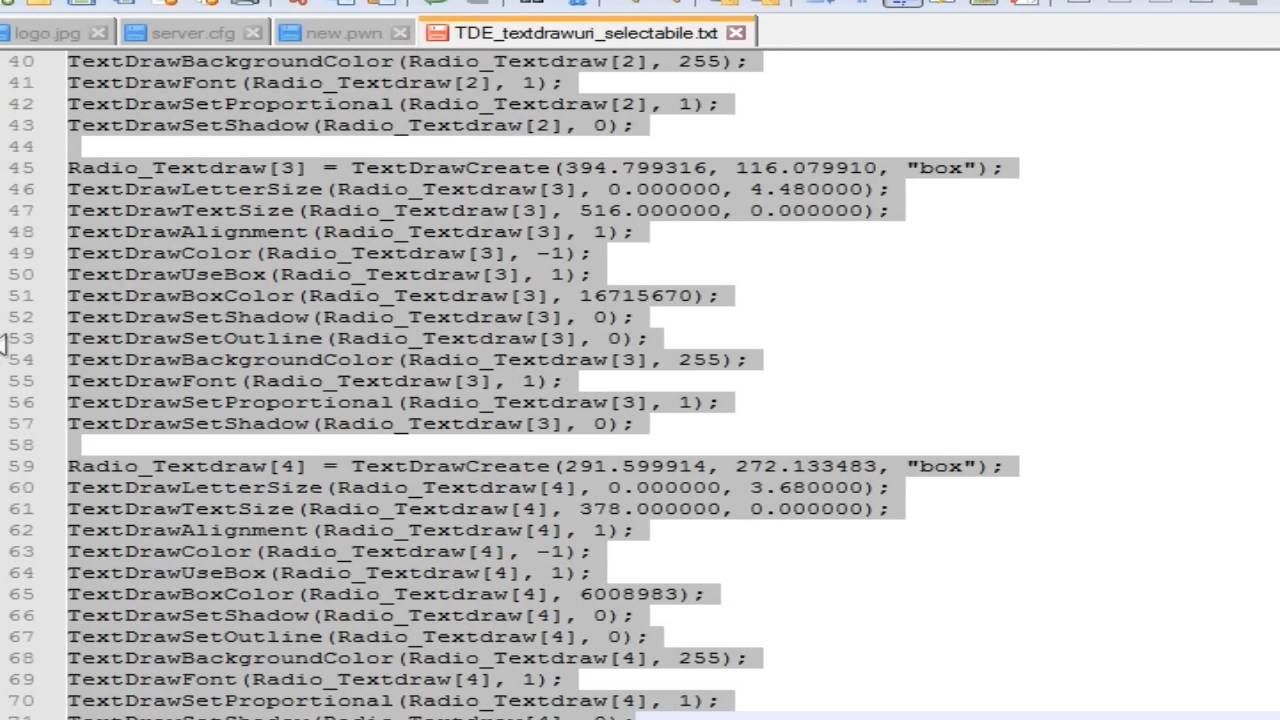 logo.jpg server.cfg new.pwn TDE_textdrawuri_selectabile.txt
40 TextDrawBackgroundColor(Radio_Textdraw[2], 255);
41 TextDrawFont(Radio_Textdraw[2], 1);
42 TextDrawSetProportional(Radio_Textdraw[2], 1);
43 TextDrawSetShadow(Radio_Textdraw[2], 0);
44
45 Radio_Textdraw[3] = TextDrawCreate(394.799316, 116.079910, "box");
46 TextDrawLetterSize(Radio_Textdraw[3], 0.000000, 4.480000);
47 TextDrawTextSize(Radio_Textdraw[3], 516.000000, 0.000000);
48 TextDrawAlignment(Radio_Textdraw[3], 1);
49 TextDrawColor(Radio_Textdraw[3], -1);
50 TextDrawUseBox(Radio_Textdraw[3], 1);
51 TextDrawBoxColor(Radio_Textdraw[3], 16715670);
52 TextDrawSetShadow(Radio_Textdraw[3], 0);
53 TextDrawSetOutline(Radio_Textdraw[3], 0);
54 TextDrawBackgroundColor(Radio_Textdraw[3], 255);
55 TextDrawFont(Radio_Textdraw[3], 1);
56 TextDrawSetProportional(Radio_Textdraw[3], 1);
57 TextDrawSetShadow(Radio_Textdraw[3], 0);
58
59 Radio_Textdraw[4] = TextDrawCreate(291.599914, 272.133483, "box");
60 TextDrawLetterSize(Radio_Textdraw[4], 0.000000, 3.680000);
61 TextDrawTextSize(Radio_Textdraw[4], 378.000000, 0.000000);
62 TextDrawAlignment(Radio_Textdraw[4], 1);
63 TextDrawColor(Radio_Textdraw[4], -1);
64 TextDrawUseBox(Radio_Textdraw[4], 1);
65 TextDrawBoxColor(Radio_Textdraw[4], 6008983);
66 TextDrawSetShadow(Radio_Textdraw[4], 0);
67 TextDrawSetOutline(Radio_Textdraw[4], 0);
68 TextDrawBackgroundColor(Radio_Textdraw[4], 255);
69 TextDrawFont(Radio_Textdraw[4], 1);
70 TextDrawSetProportional(Radio_Textdraw[4], 1);